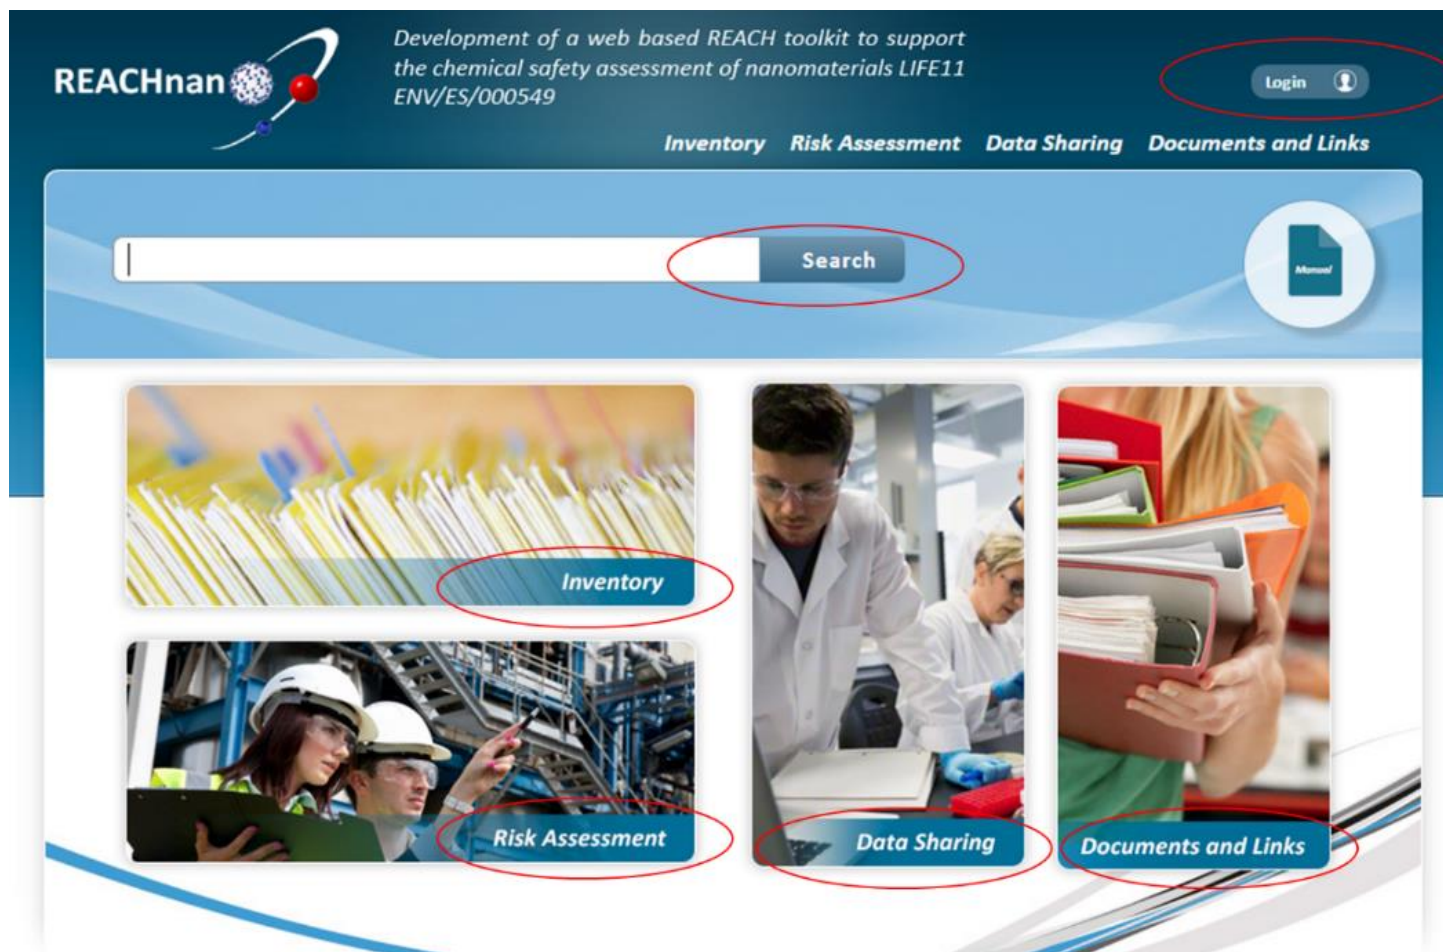 REACHnan
Development of a web based REACH toolkit to support
the chemical safety assessment of nanomaterials LIFE11
ENV/ES/000549
Login
Inventory Risk Assessment Data Sharing Documents and Links
Search
Manual
Inventory
Risk Assessment
Data Sharing
Documents and Links